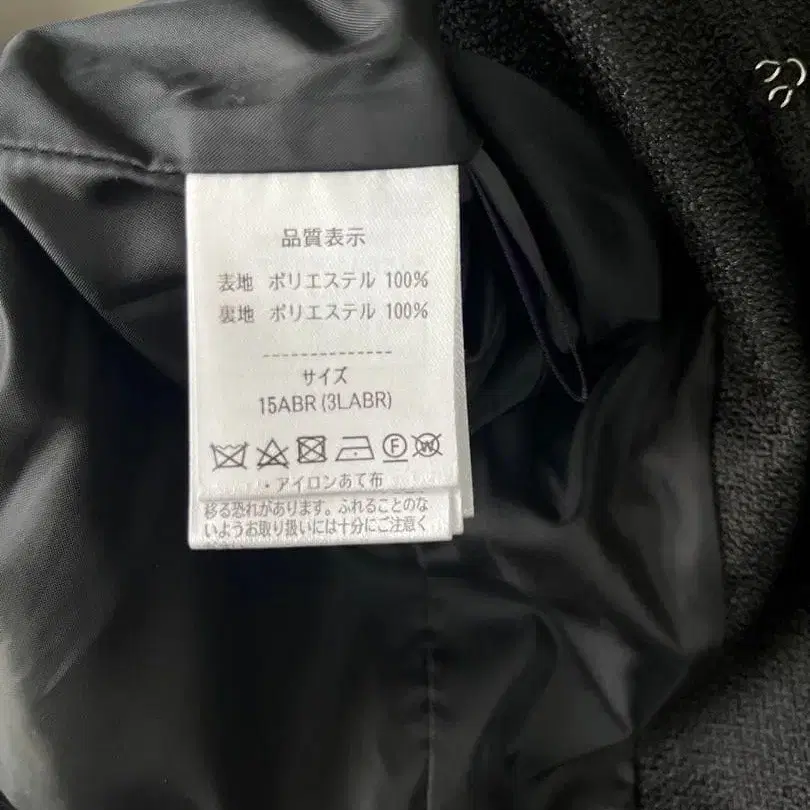 品質表示
表地 ポリエステル 100%
裏地 ポリエステル 100%
サイズ
15ABR (3LABR)
F W
・アイロンあて布
移る恐れがあります。ふれることのな
いようお取り扱いには十分にご注意く